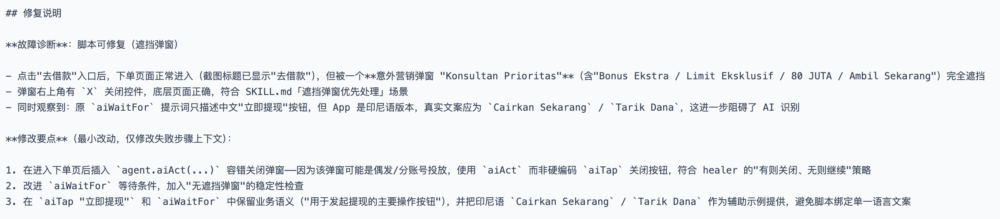 ## 修复说明
**故障诊断**: 脚本可修复（遮挡弹窗）
- 点击"去借款"入口后，下单页面正常进入（截图标题已显示"去借款"），但被一个**意外营销弹窗 "Konsultan Prioritas"**（含"Bonus Ekstra / Limit Eksklusif / 80 JUTA / Ambil Sekarang"）完全遮挡
- 弹窗右上角有 `X` 关闭控件，底层页面正确，符合 SKILL.md「遮挡弹窗优先处理」场景
- 同时观察到：原 `aiWaitFor` 提示词只描述中文"立即提现"按钮，但 App 是印尼语版本，真实文案应为 `Cairkan Sekarang` / `Tarik Dana`，这进一步阻碍了 AI 识别
**修改要点**（最小改动，仅修改失败步骤上下文）：
1. 在进入下单页后插入 `agent.aiAct(...)` 容错关闭弹窗——因为该弹窗可能是偶发/分账号投放，使用 `aiAct` 而非硬编码 `aiTap` 关闭按钮，符合 healer 的"有则关闭、无则继续"策略
2. 改进 `aiWaitFor` 等待条件，加入"无遮挡弹窗"的稳定性检查
3. 在 `aiTap "立即提现"` 和 `aiWaitFor` 中保留业务语义（"用于发起提现的主要操作按钮"），并把印尼语 `Cairkan Sekarang` / `Tarik Dana` 作为辅助示例提供，避免脚本绑定单一语言文案